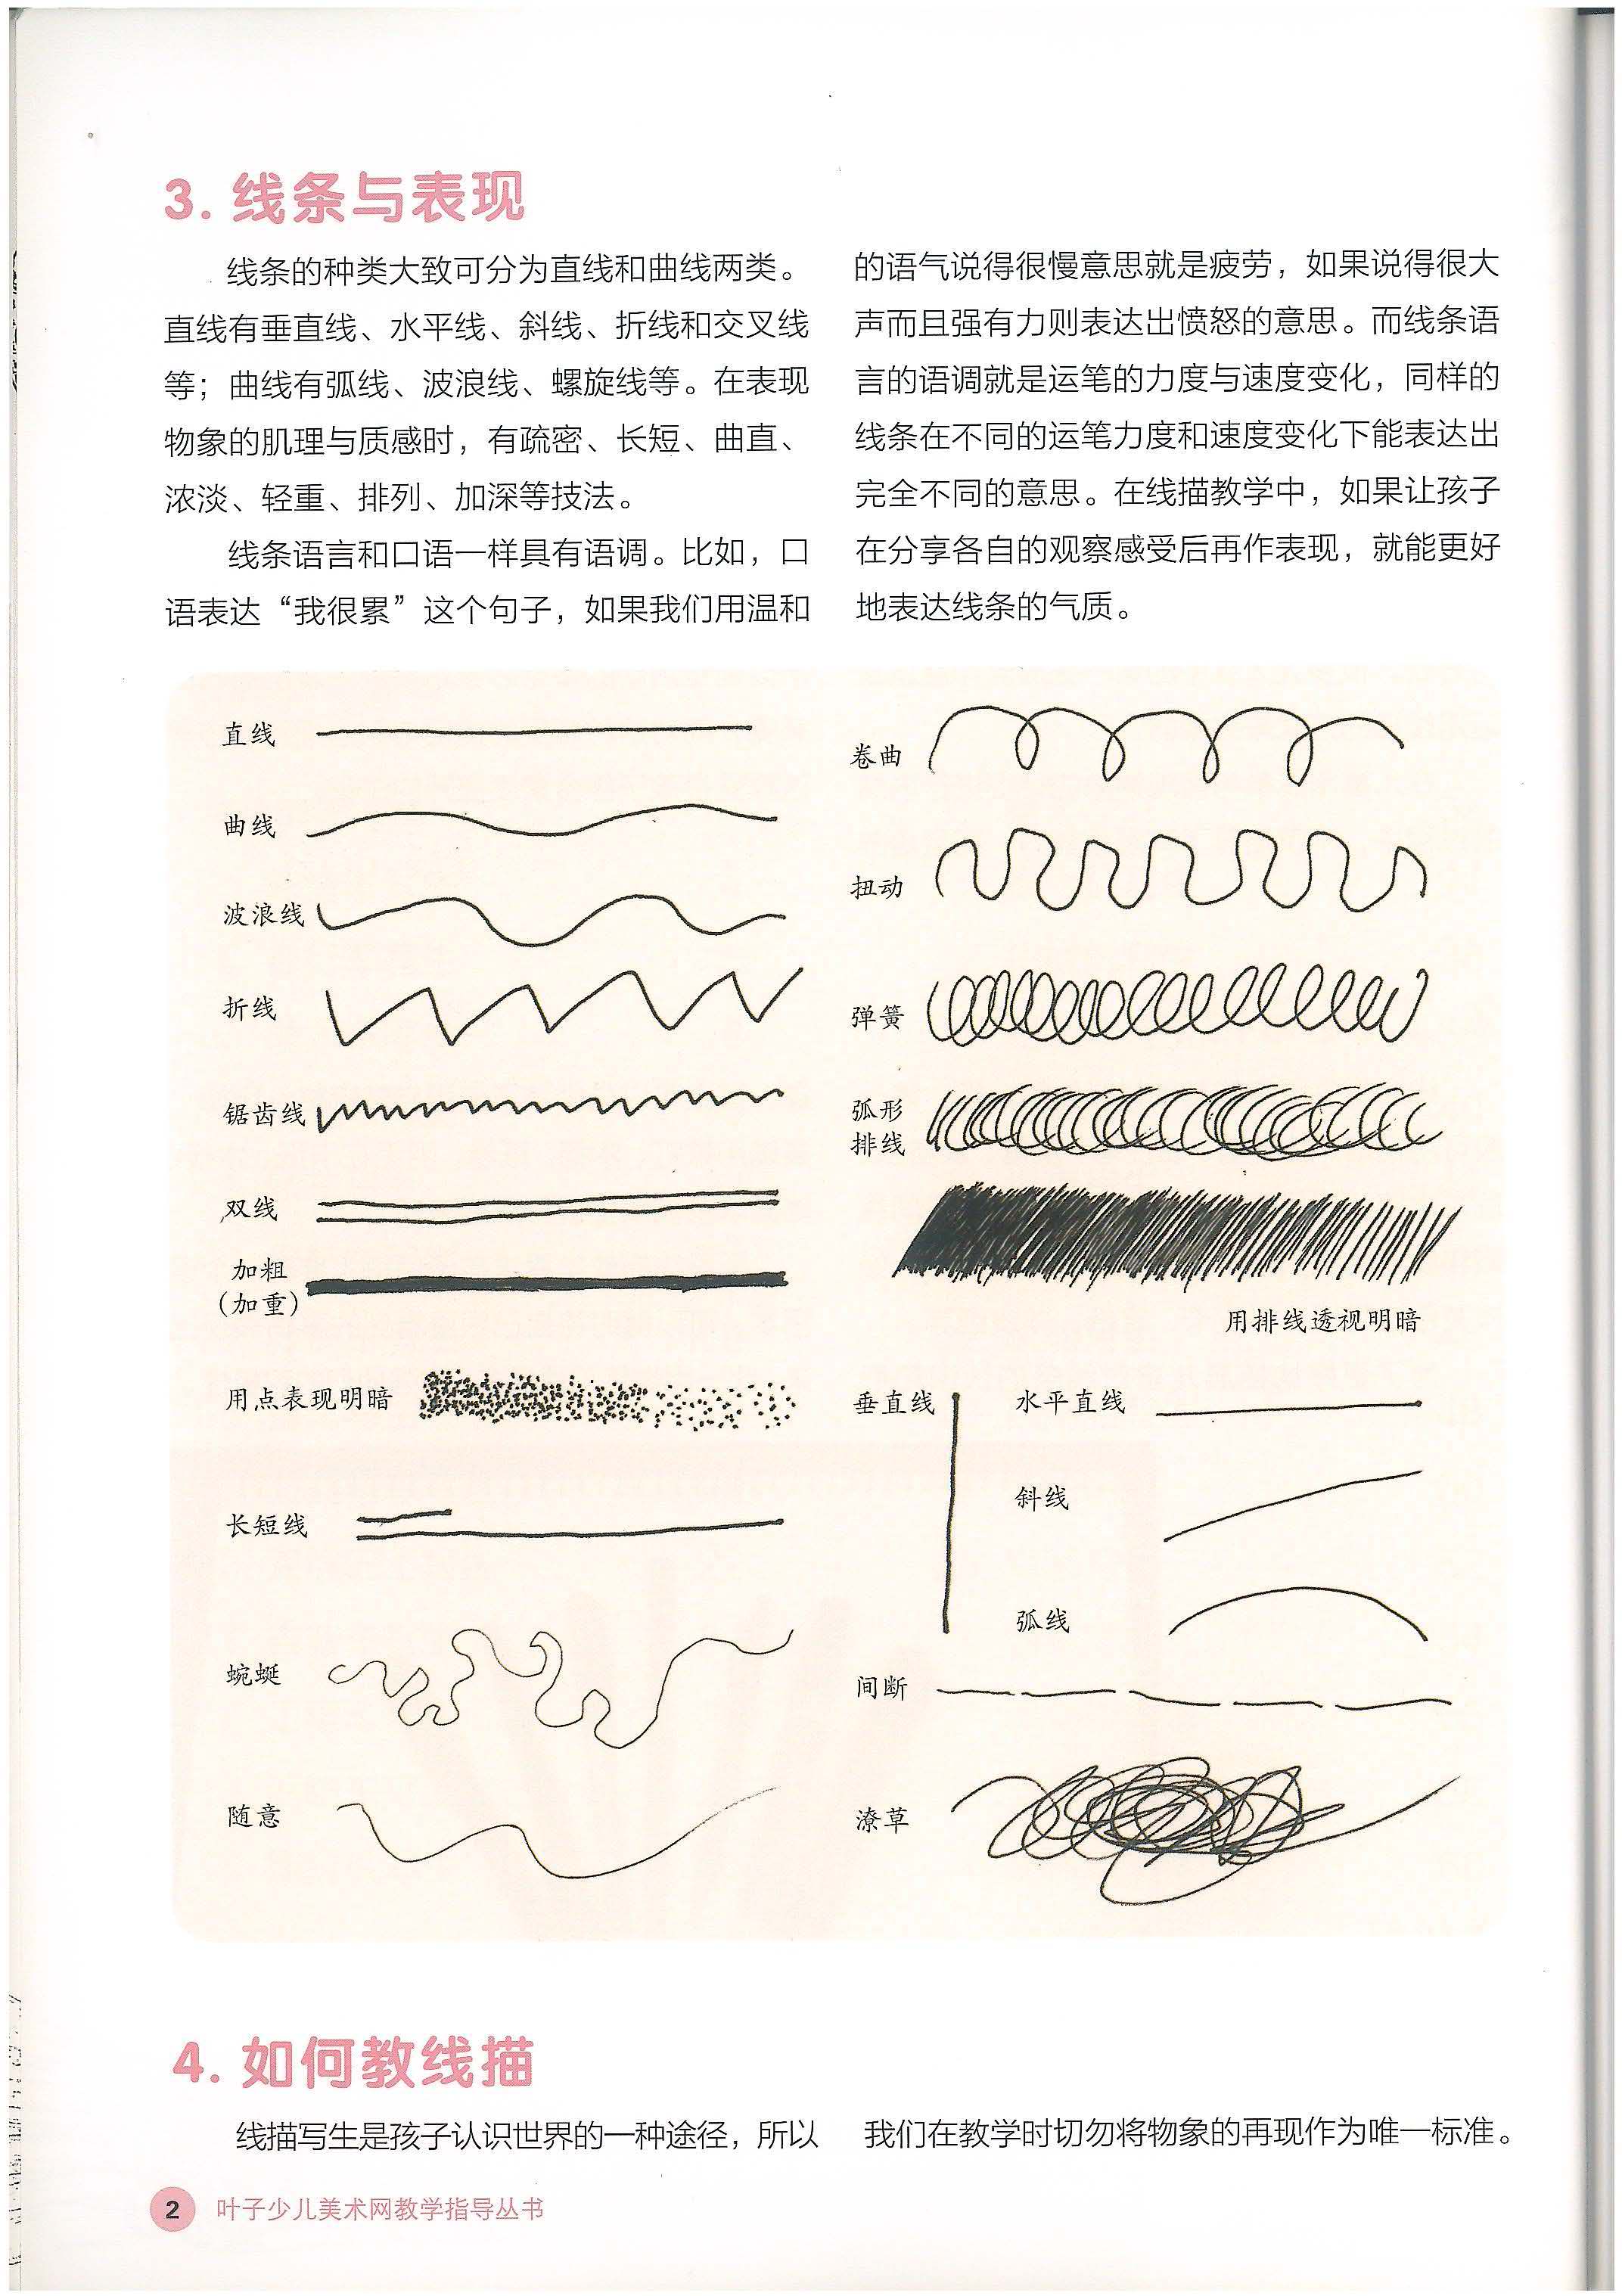 3. 线条与表现
线条的种类大致可分为直线和曲线两类。
直线有垂直线、水平线、斜线、折线和交叉线
等；曲线有弧线、波浪线、螺旋线等。在表现
物象的肌理与质感时，有疏密、长短、曲直、
浓淡、轻重、排列、加深等技法。
线条语言和口语一样具有语调。比如，口
语表达“我很累”这个句子，如果我们用温和
的语气说得很慢意思就是疲劳，如果说得很大
声而且强有力则表达出愤怒的意思。而线条语
言的语调就是运笔的力度与速度变化，同样的
线条在不同的运笔力度和速度变化下能表达出
完全不同的意思。在线描教学中，如果让孩子
在分享各自的观察感受后再作表现，就能更好
地表达线条的气质。
直线
曲线
波浪线
折线
锯齿线
双线
加粗
（加重）
用点表现明暗
长短线
蜿蜒
随意
卷曲
扭动
弹簧
弧形
排线
用排线透视明暗
垂直线
水平直线
斜线
弧线
间断
潦草
4. 如何教线描
线描写生是孩子认识世界的一种途径，所以
我们在教学时切勿将物象的再现作为唯一标准。
2
叶子少儿美术网教学指导丛书